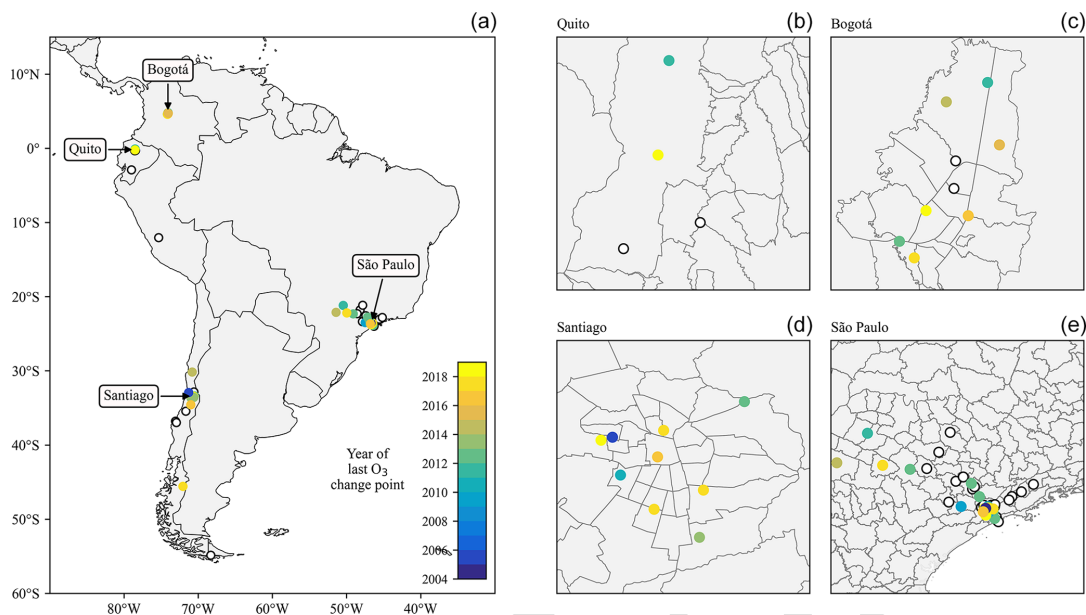 (a)
Bogotá
Quito
São Paulo
Santiago
10°N
0°
10°S
20°S
30°S
40°S
50°S
60°S
80°W
70°W
60°W
50°W
40°W
2018
2016
2014
2012
2010
2008
2006
2004
Year of
last O3
change point
Quito
(b)
Bogotá
(c)
Santiago
(d)
São Paulo
(e)